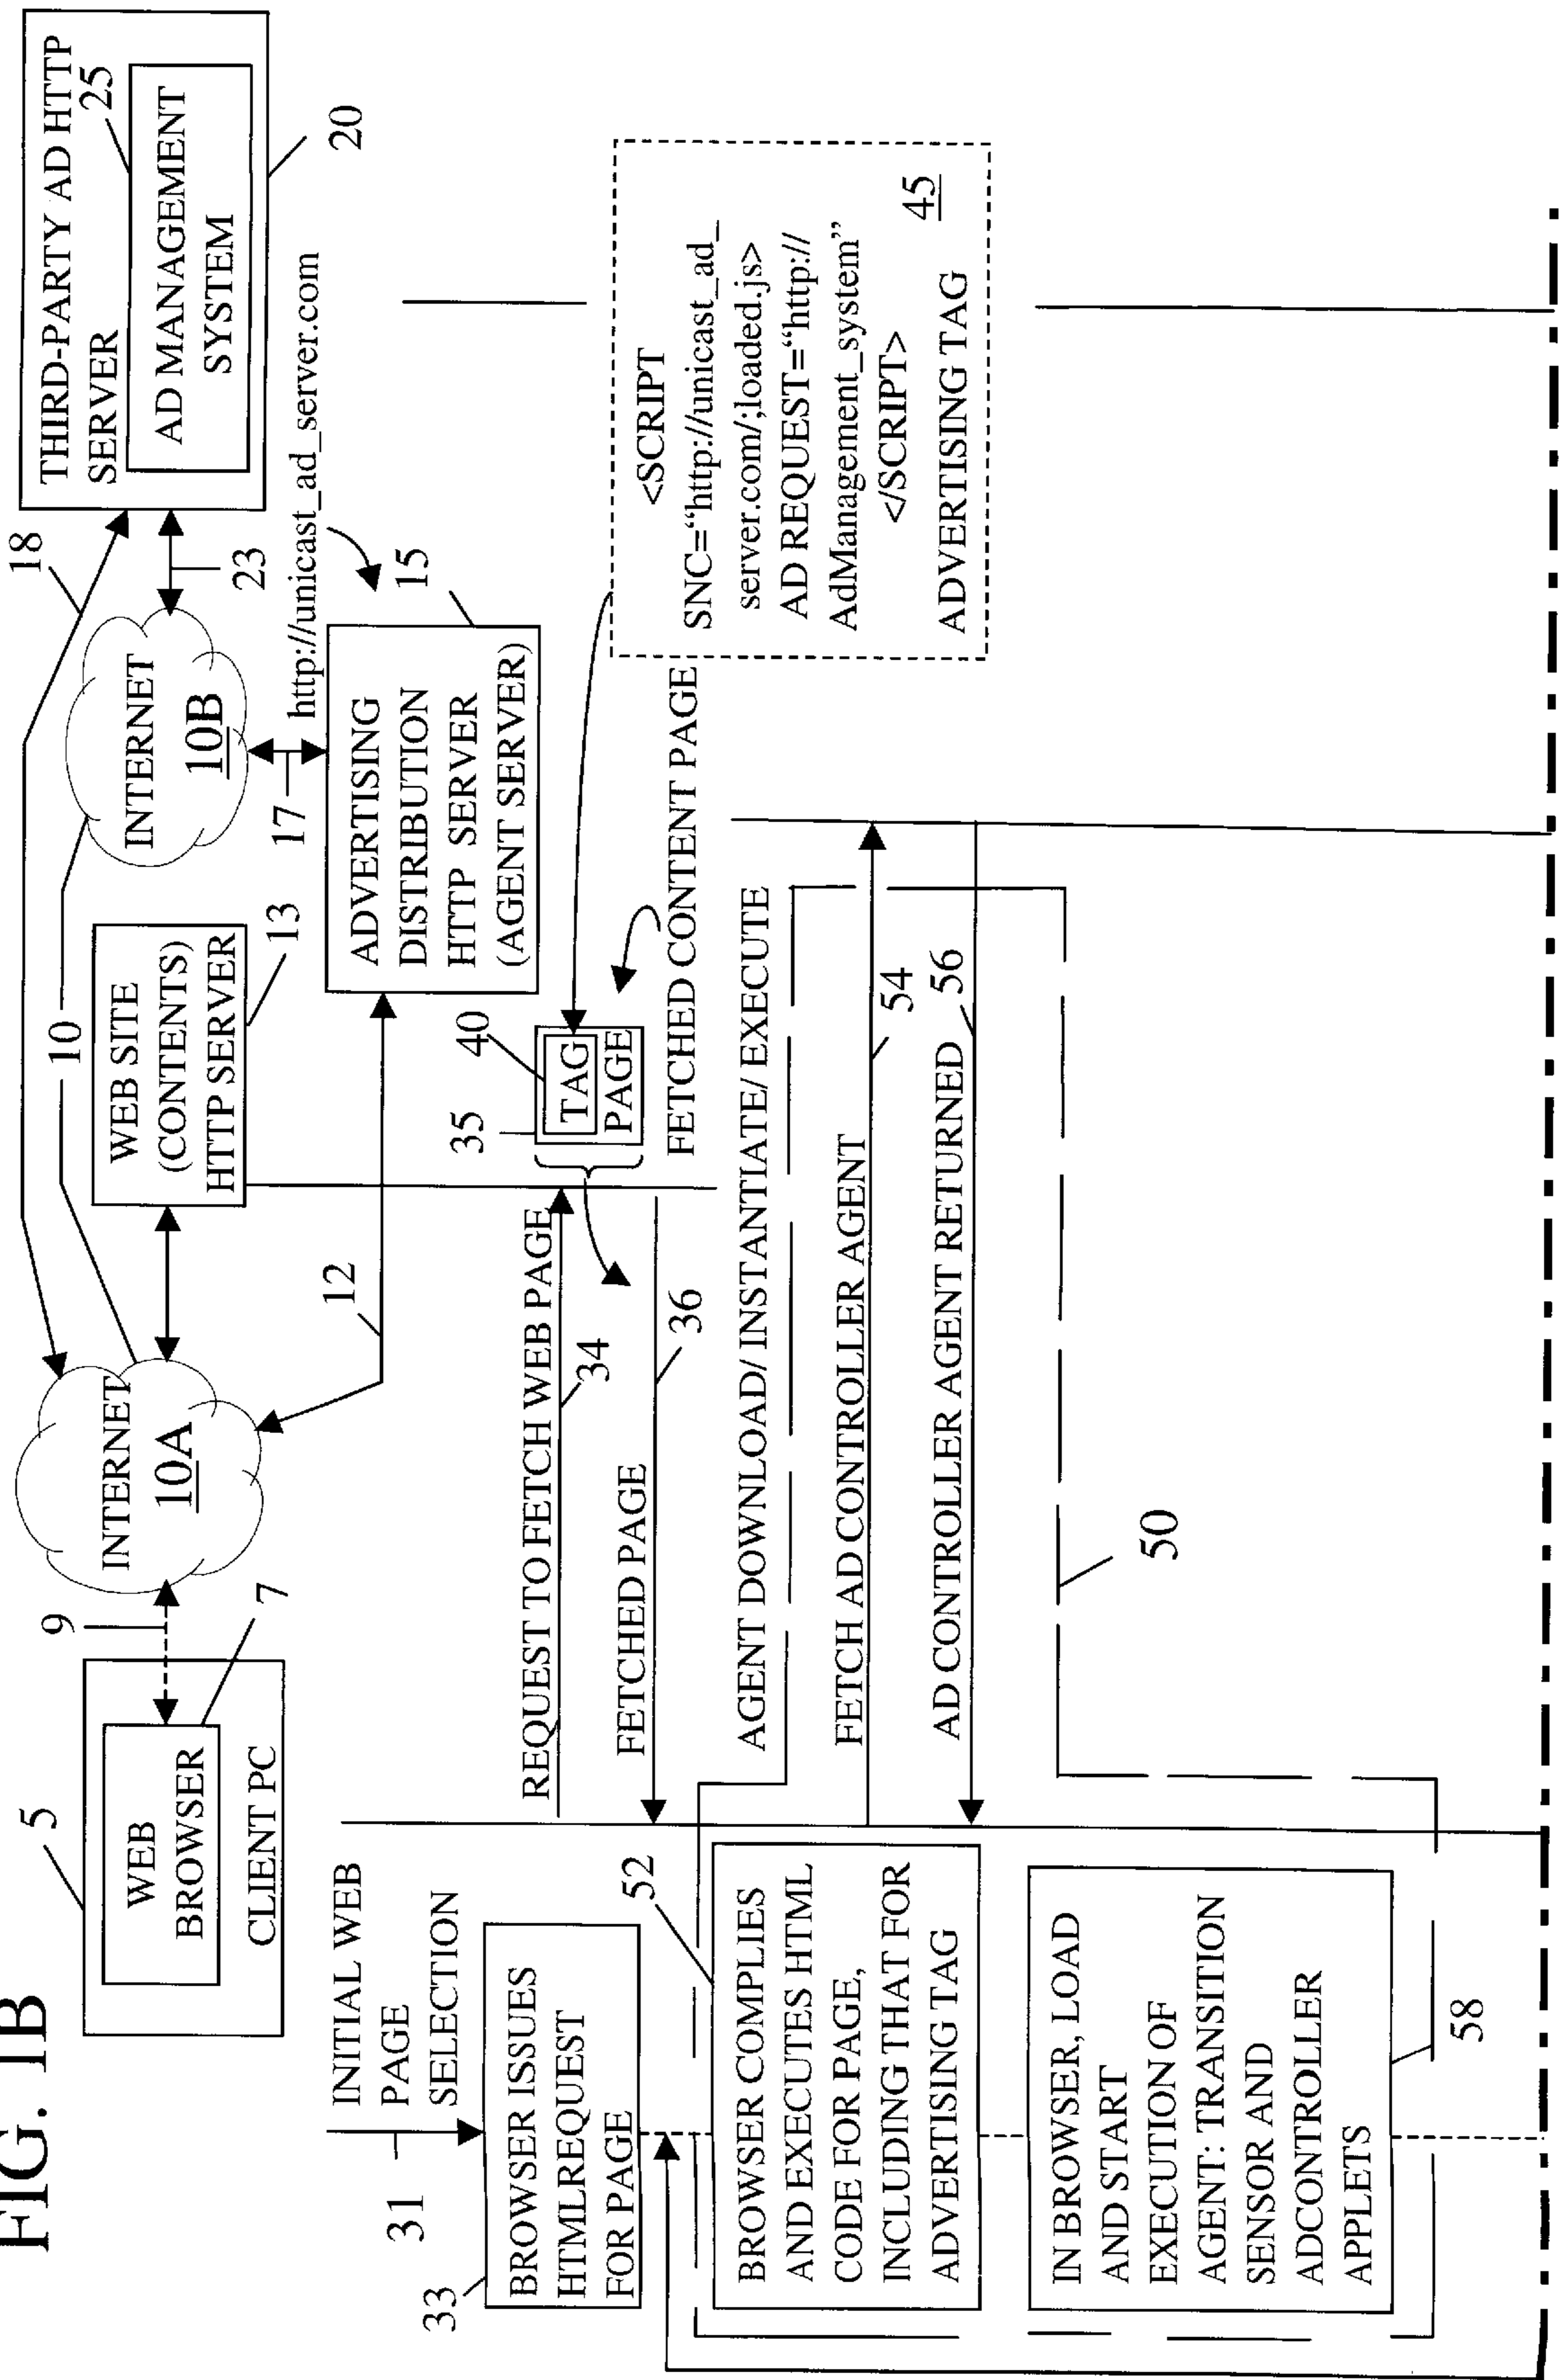 FIG. 1B
5
WEB
BROWSER
CLIENT PC
7
9
INTERNET
10A
10
WEB SITE
(CONTENTS)
HTTP SERVER
13
12
INTERNET
10B
18
23
17
THIRD-PARTY AD HTTP
SERVER
25
AD MANAGEMENT
SYSTEM
20
http://unicast_ad_server.com
ADVERTISING
DISTRIBUTION
HTTP SERVER
(AGENT SERVER)
15
INITIAL WEB
PAGE
SELECTION
31
33
BROWSER ISSUES
HTMLREQUEST
FOR PAGE
REQUEST TO FETCH WEB PAGE
34
35
40
TAG
PAGE
FETCHED CONTENT PAGE
FETCHED PAGE
36
<SCRIPT
SNC=“http://unicast_ad_
server.com/;loaded.js>
AD REQUEST=“http://
AdManagement_system”
</SCRIPT>
45
ADVERTISING TAG
AGENT DOWNLOAD/ INSTANTIATE/ EXECUTE
52
BROWSER COMPLIES
AND EXECUTES HTML
CODE FOR PAGE,
INCLUDING THAT FOR
ADVERTISING TAG
FETCH AD CONTROLLER AGENT
54
AD CONTROLLER AGENT RETURNED
56
50
IN BROWSER, LOAD
AND START
EXECUTION OF
AGENT: TRANSITION
SENSOR AND
ADCONTROLLER
APPLETS
58